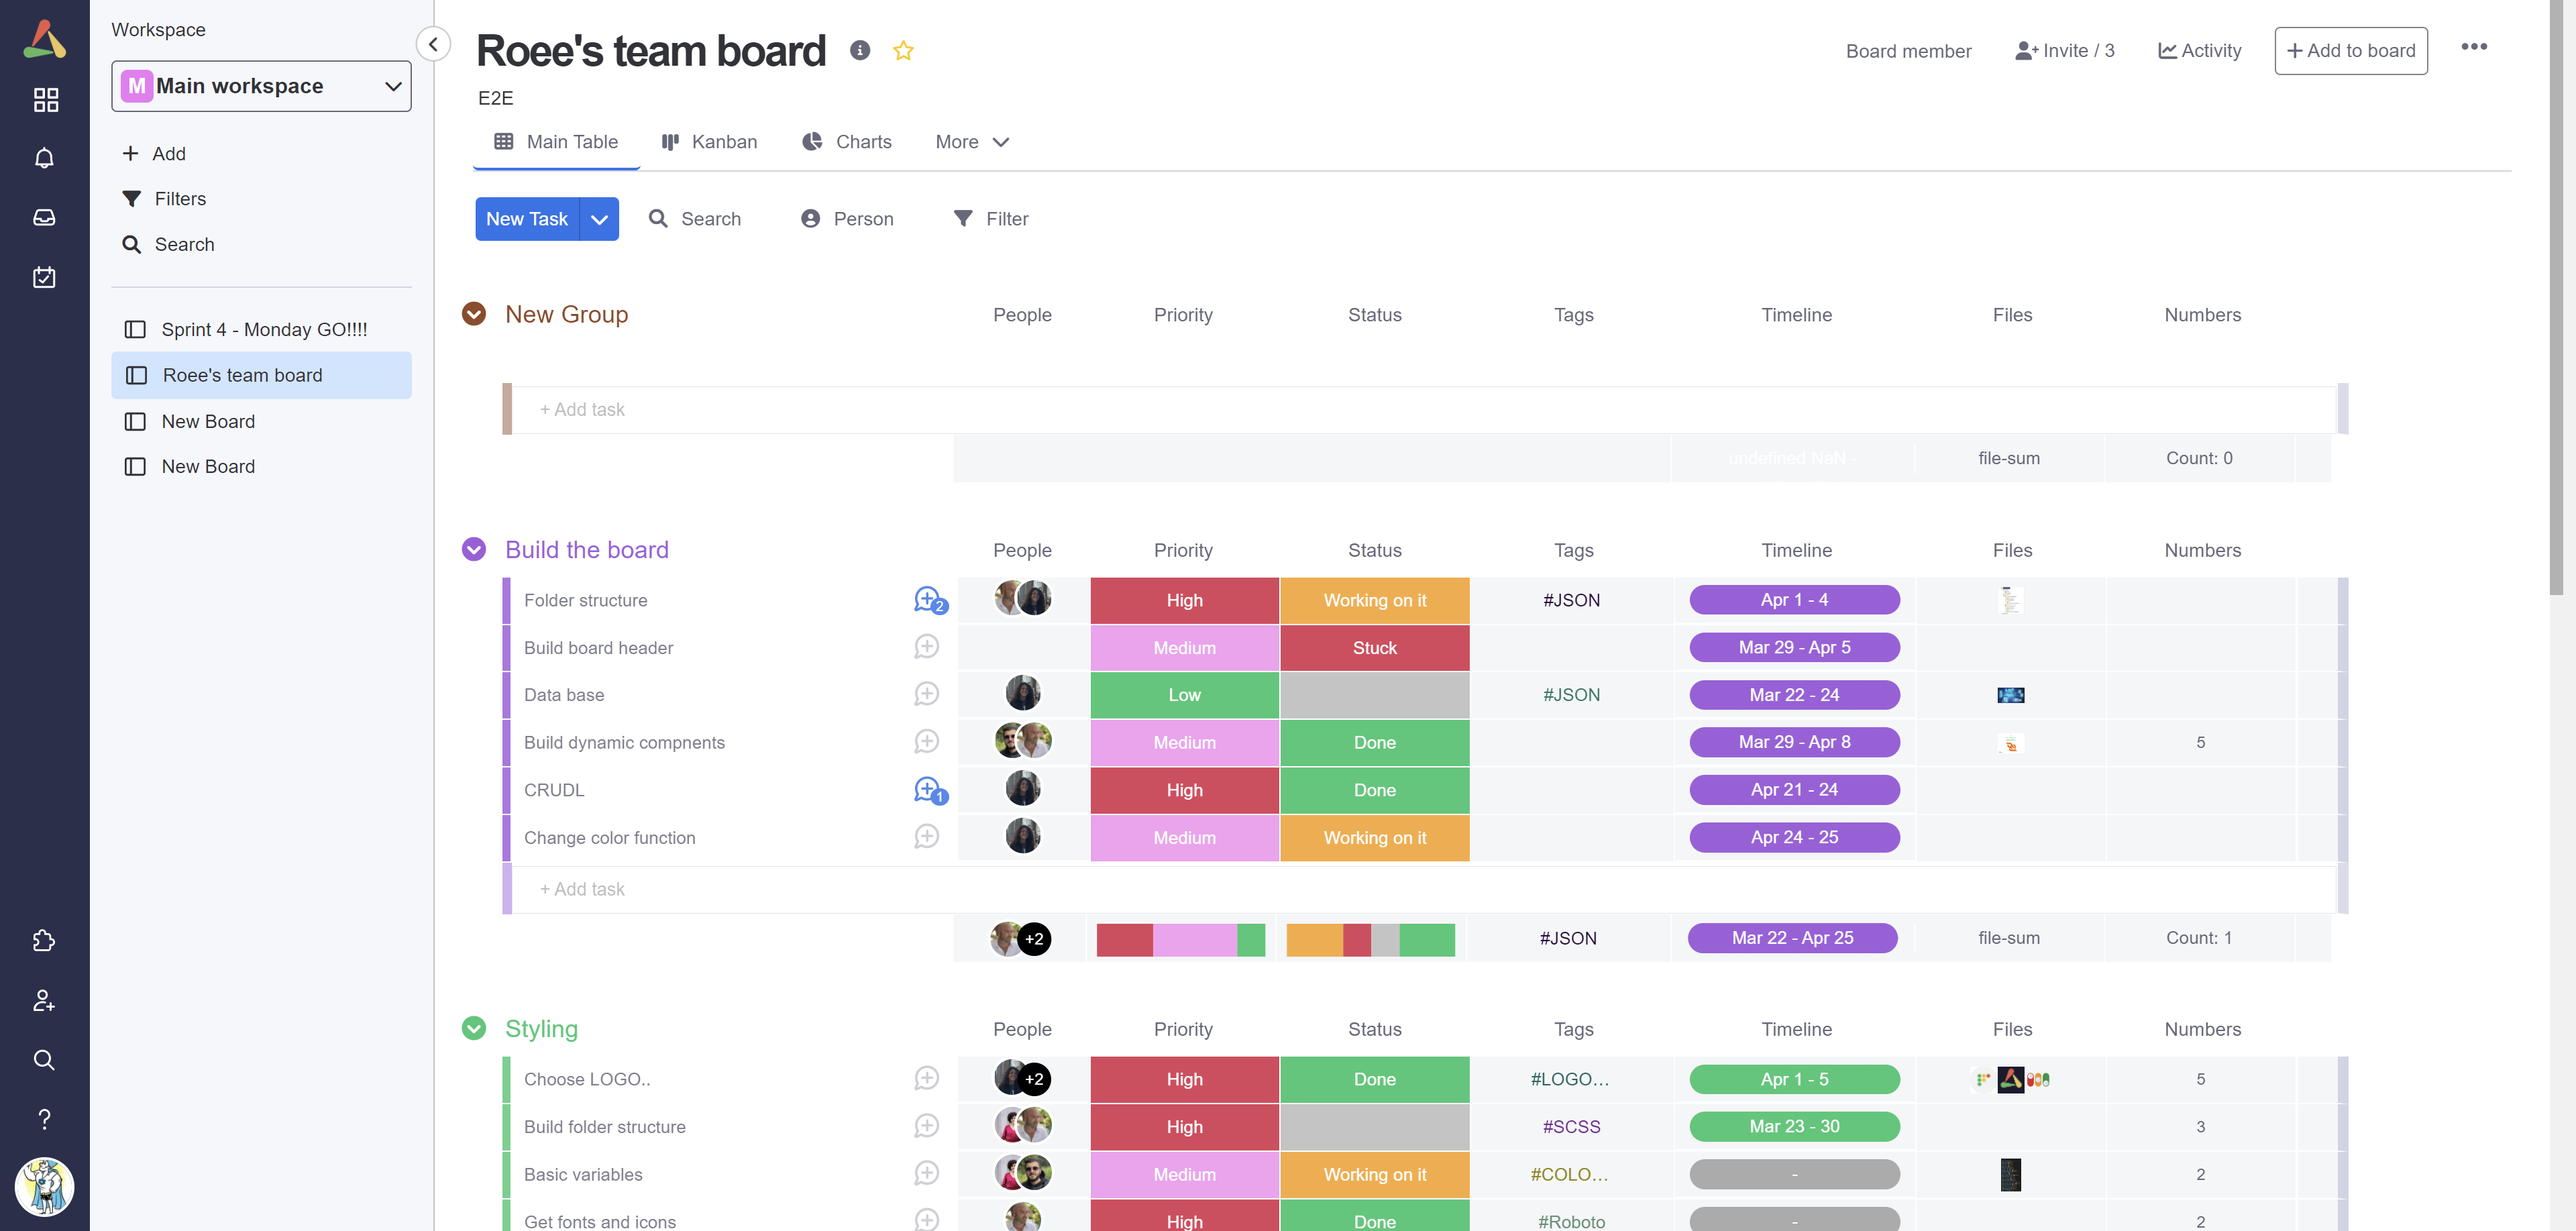 Workspace
M Main workspace
Add
Filters
Search
Sprint 4 - Monday GO!!!!
Roee's team board
New Board
New Board
Roee's team board
E2E
Board member
Invite / 3
Activity
+ Add to board
Main Table
Kanban
Charts
More
New Task
Search
Person
Filter
New Group People Priority Status Tags Timeline Files Numbers
+ Add task
undefined NaN - file-sum Count: 0
Build the board People Priority Status Tags Timeline Files Numbers
Folder structure 2 High Working on it #JSON Apr 1 - 4
Build board header Medium Stuck Mar 29 - Apr 5
Data base Low #JSON Mar 22 - 24
Build dynamic compnents Medium Done Mar 29 - Apr 8 5
CRUDL 1 High Done Apr 21 - 24
Change color function Medium Working on it Apr 24 - 25
+ Add task
+2 #JSON Mar 22 - Apr 25 file-sum Count: 1
Styling People Priority Status Tags Timeline Files Numbers
Choose LOGO.. +2 High Done #LOGO... Apr 1 - 5 5
Build folder structure High #SCSS Mar 23 - 30 3
Basic variables Medium Working on it #COLO... - 2
Get fonts and icons High Done #Roboto - 2